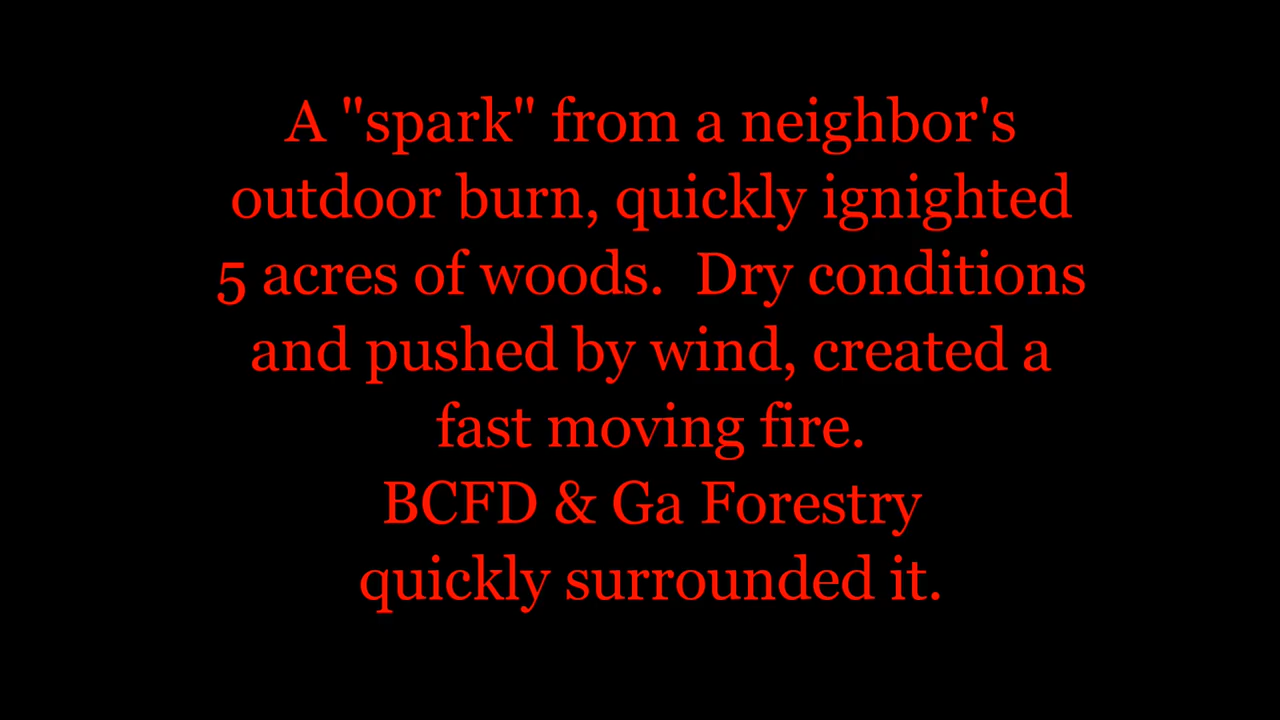 A "spark" from a neighbor's
outdoor burn, quickly ignighted
5 acres of woods.  Dry conditions
and pushed by wind, created a
fast moving fire.
BCFD & Ga Forestry
quickly surrounded it.